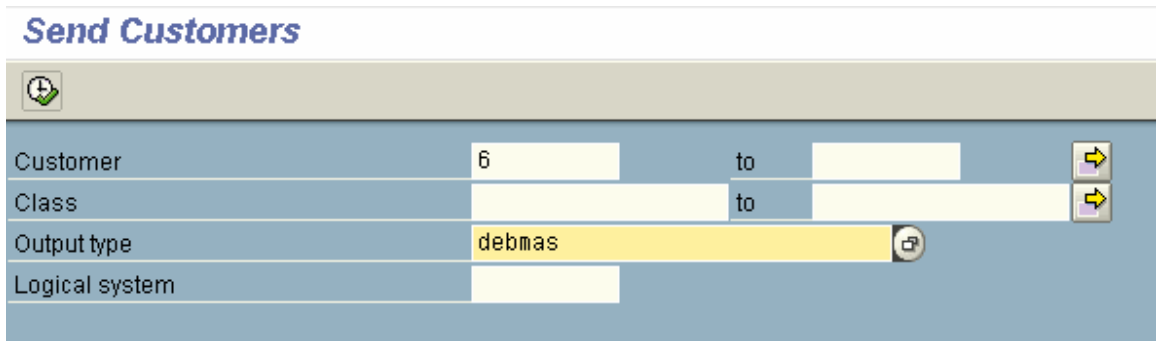 Send Customers
Customer 6 to
Class to
Output type debmas
Logical system